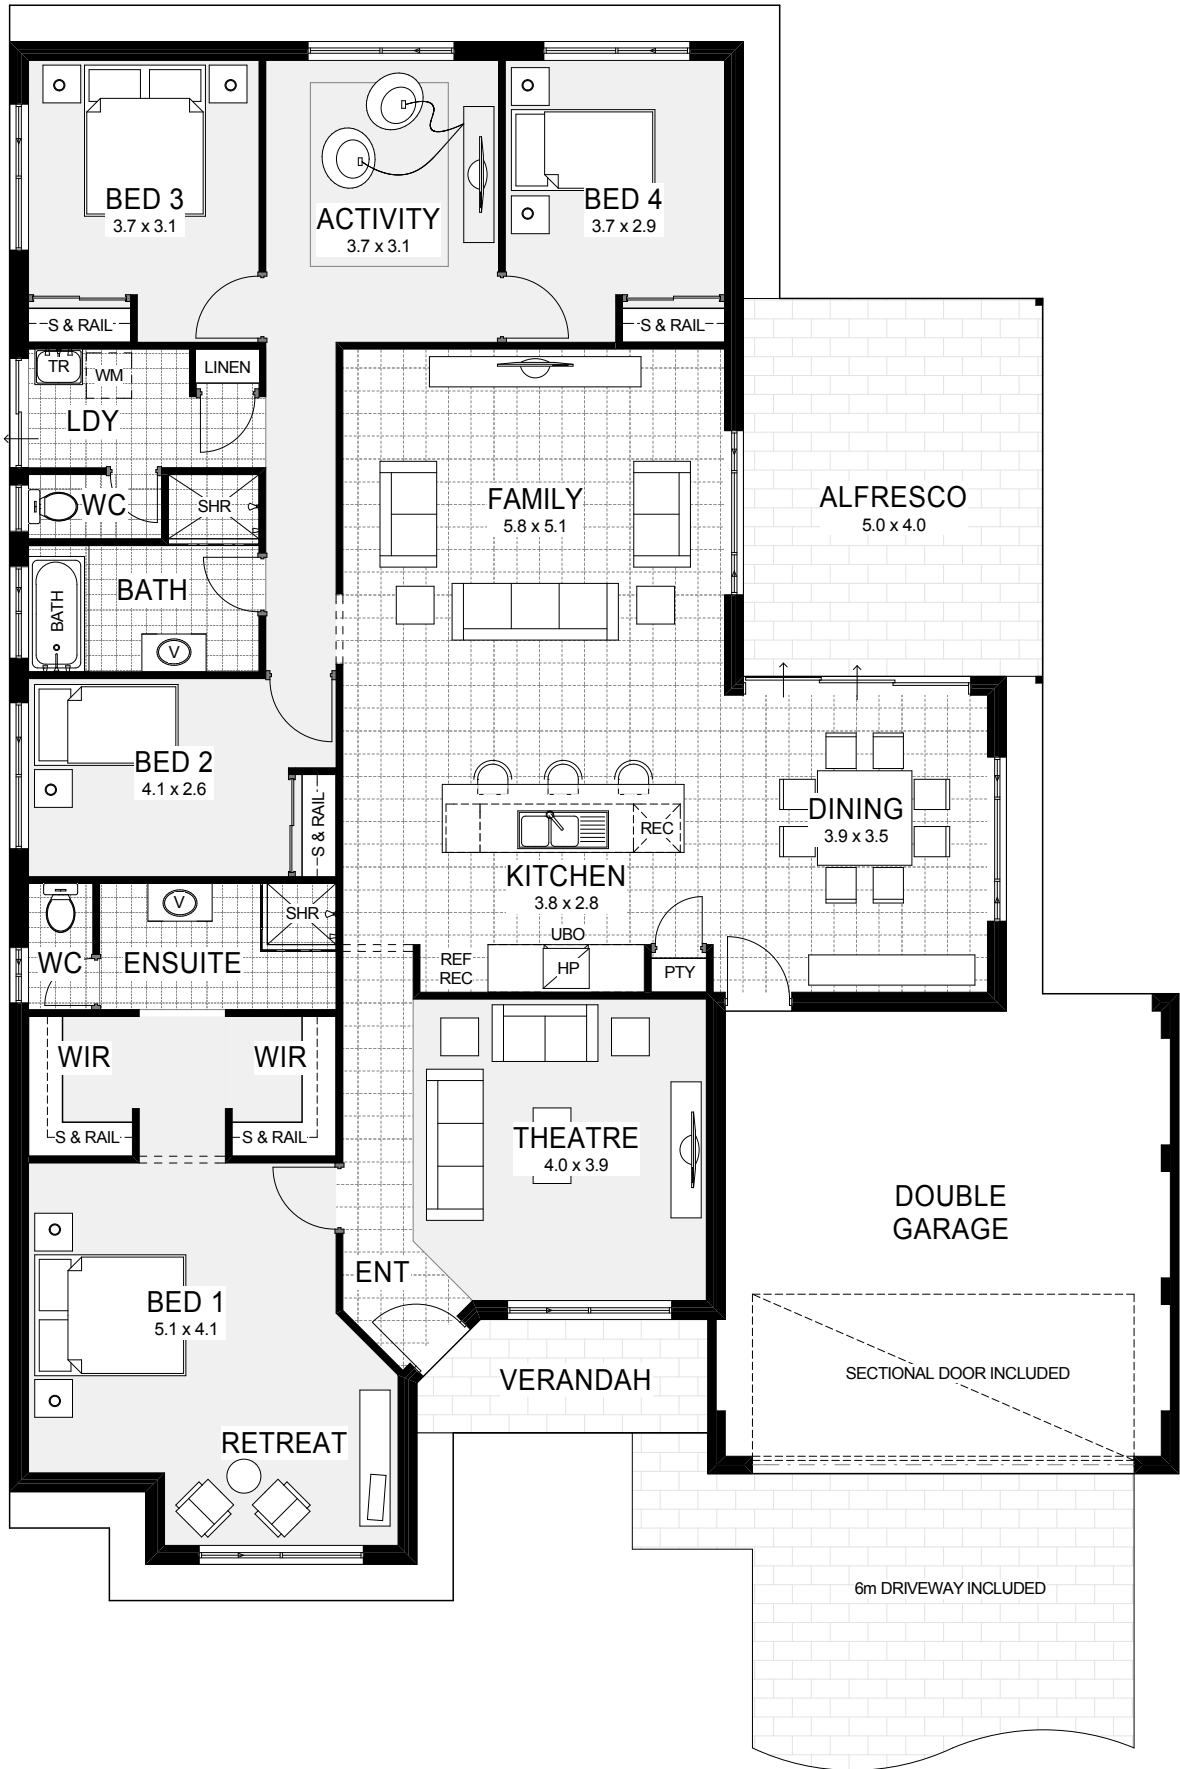 BED 3
3.7 x 3.1
ACTIVITY
3.7 x 3.1
BED 4
3.7 x 2.9
S & RAIL
S & RAIL
TR
WM
LINEN
LDY
WC
SHR
FAMILY
5.8 x 5.1
ALFRESCO
5.0 x 4.0
BATH
BATH
V
BED 2
4.1 x 2.6
S & RAIL
REC
DINING
3.9 x 3.5
KITCHEN
3.8 x 2.8
V
SHR
WC
ENSUITE
UBO
REF
REC
HP
PTY
WIR
WIR
S & RAIL
S & RAIL
THEATRE
4.0 x 3.9
DOUBLE
GARAGE
ENT
BED 1
5.1 x 4.1
VERANDAH
SECTIONAL DOOR INCLUDED
RETREAT
6m DRIVEWAY INCLUDED